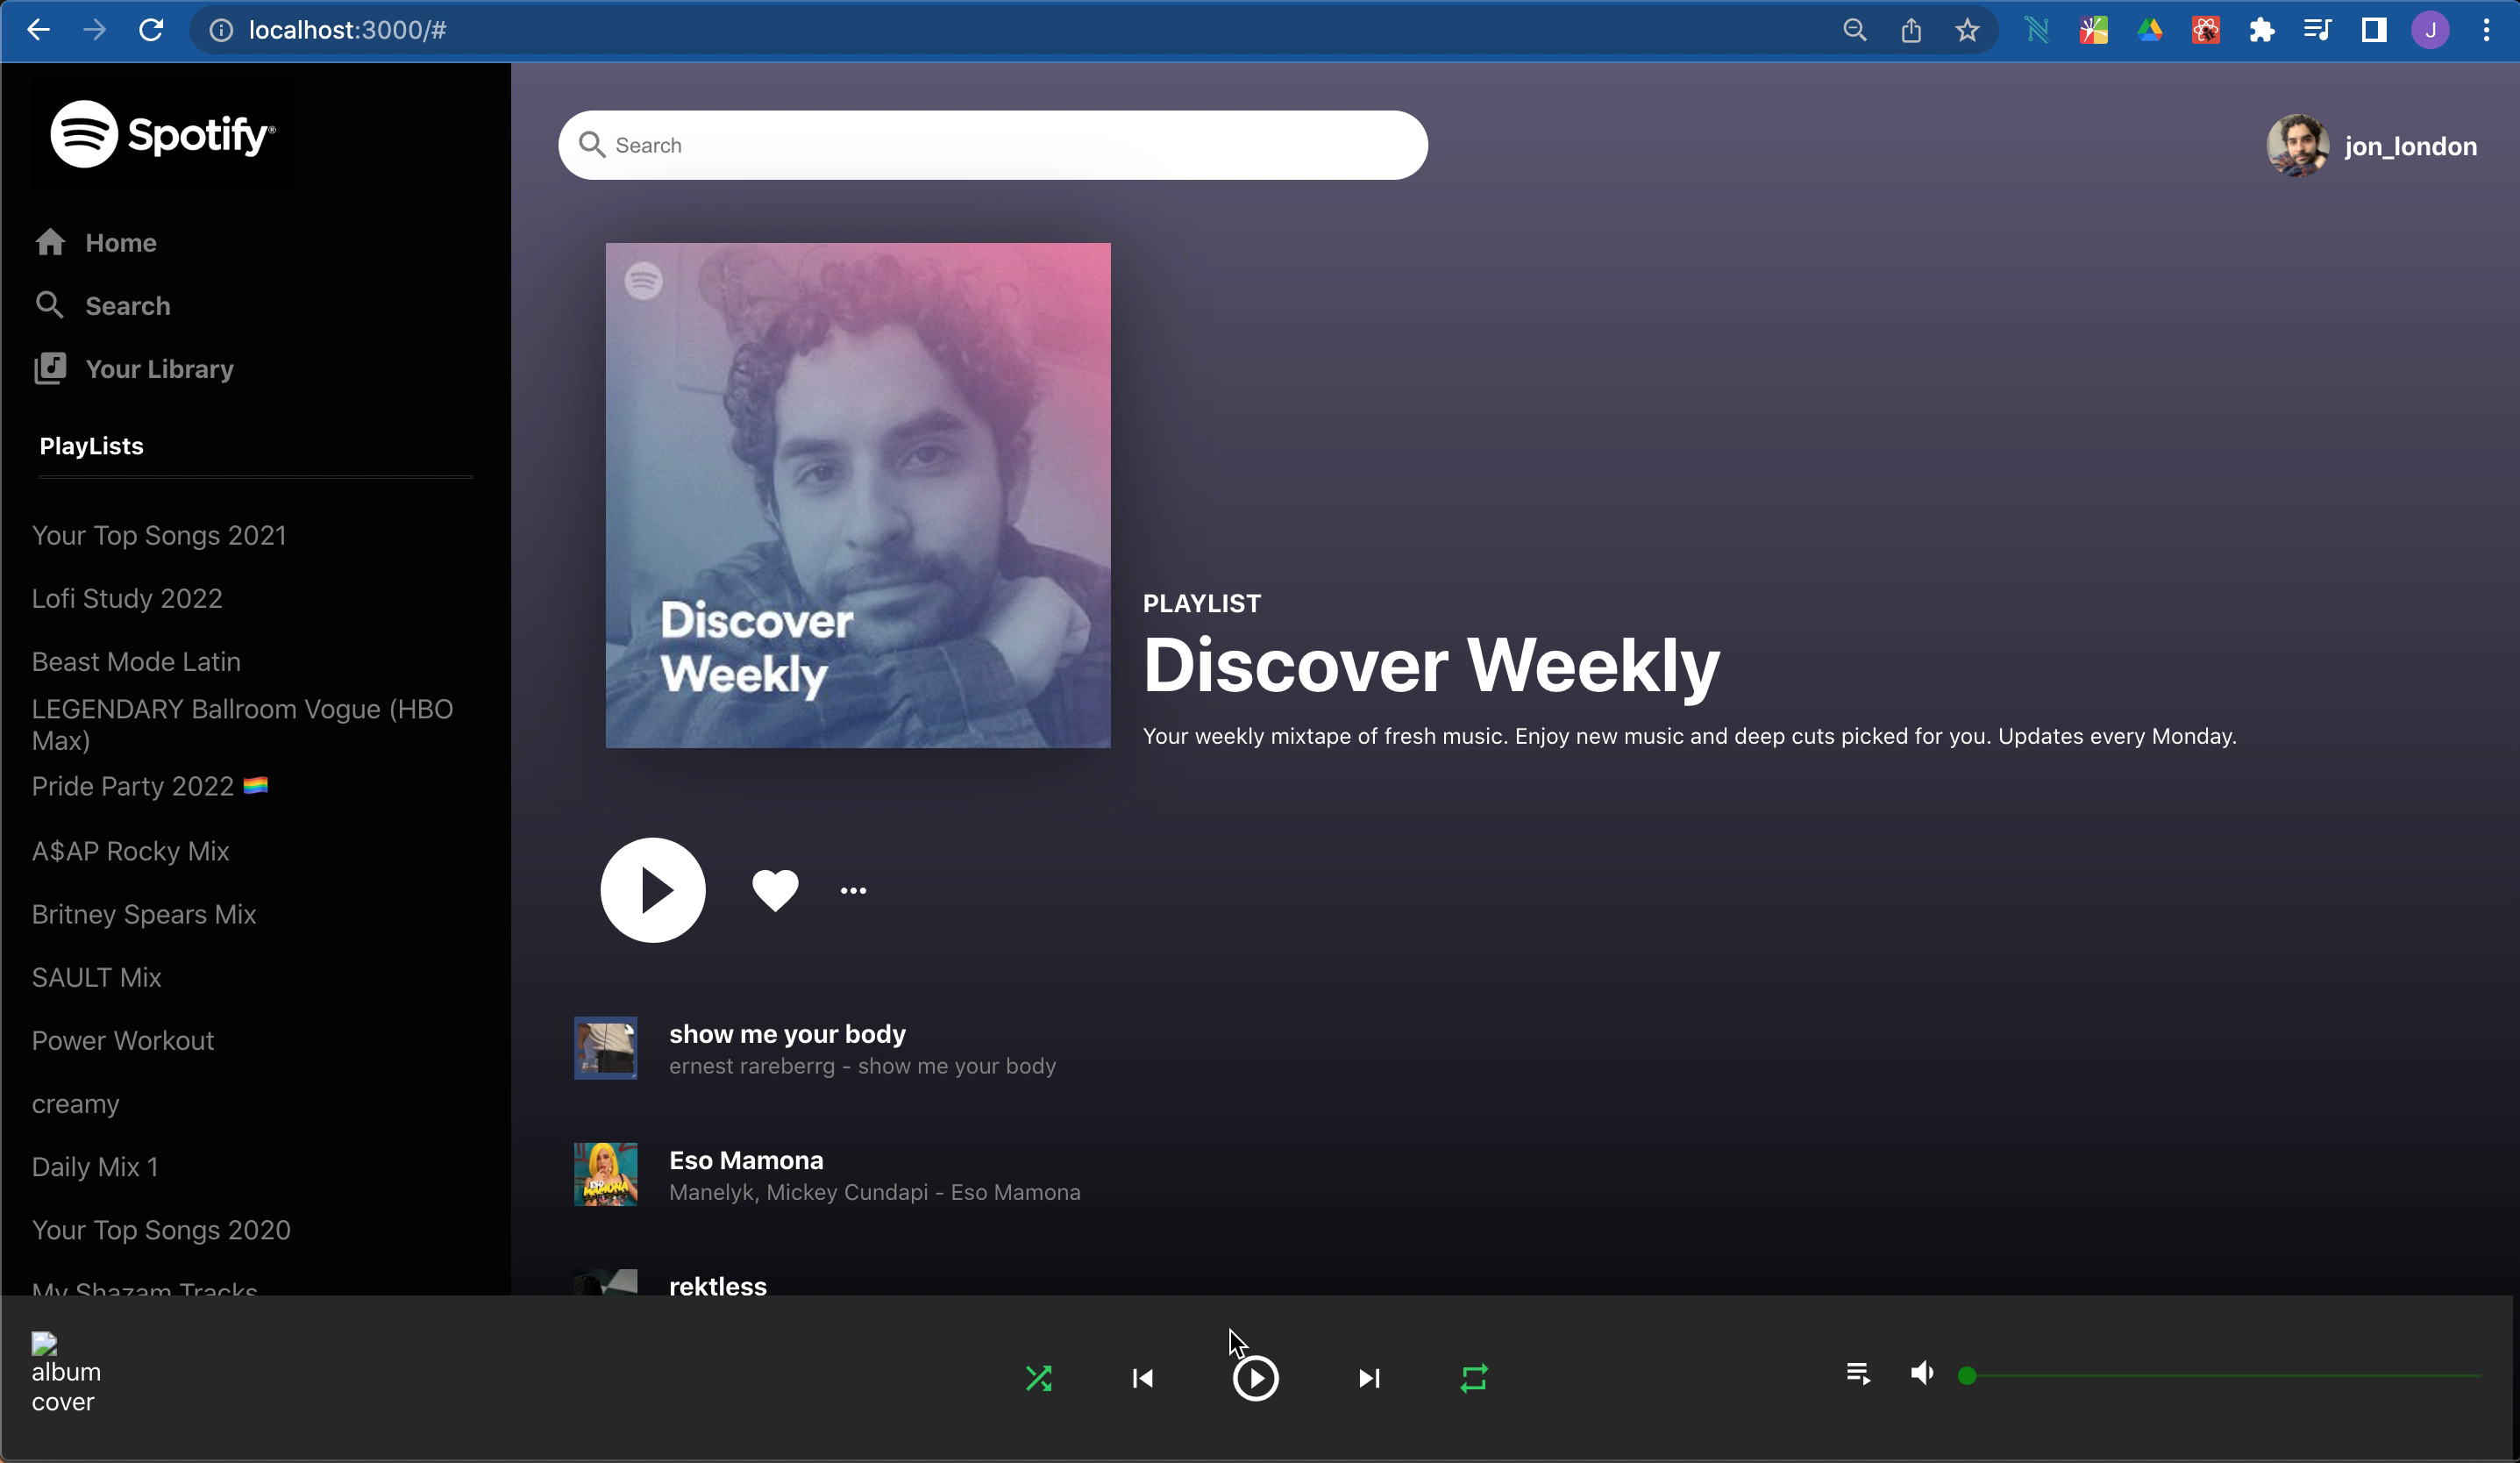 localhost:3000/#
J
Spotify®
Search
jon_london
Home
Search
Your Library
PlayLists
Your Top Songs 2021
Lofi Study 2022
Beast Mode Latin
LEGENDARY Ballroom Vogue (HBO
Max)
Pride Party 2022 🏳️‍🌈
A$AP Rocky Mix
Britney Spears Mix
SAULT Mix
Power Workout
creamy
Daily Mix 1
Your Top Songs 2020
My Shazam Tracks
Discover
Weekly
PLAYLIST
Discover Weekly
Your weekly mixtape of fresh music. Enjoy new music and deep cuts picked for you. Updates every Monday.
show me your body
ernest rareberrg - show me your body
Eso Mamona
Manelyk, Mickey Cundapi - Eso Mamona
rektless
album
cover